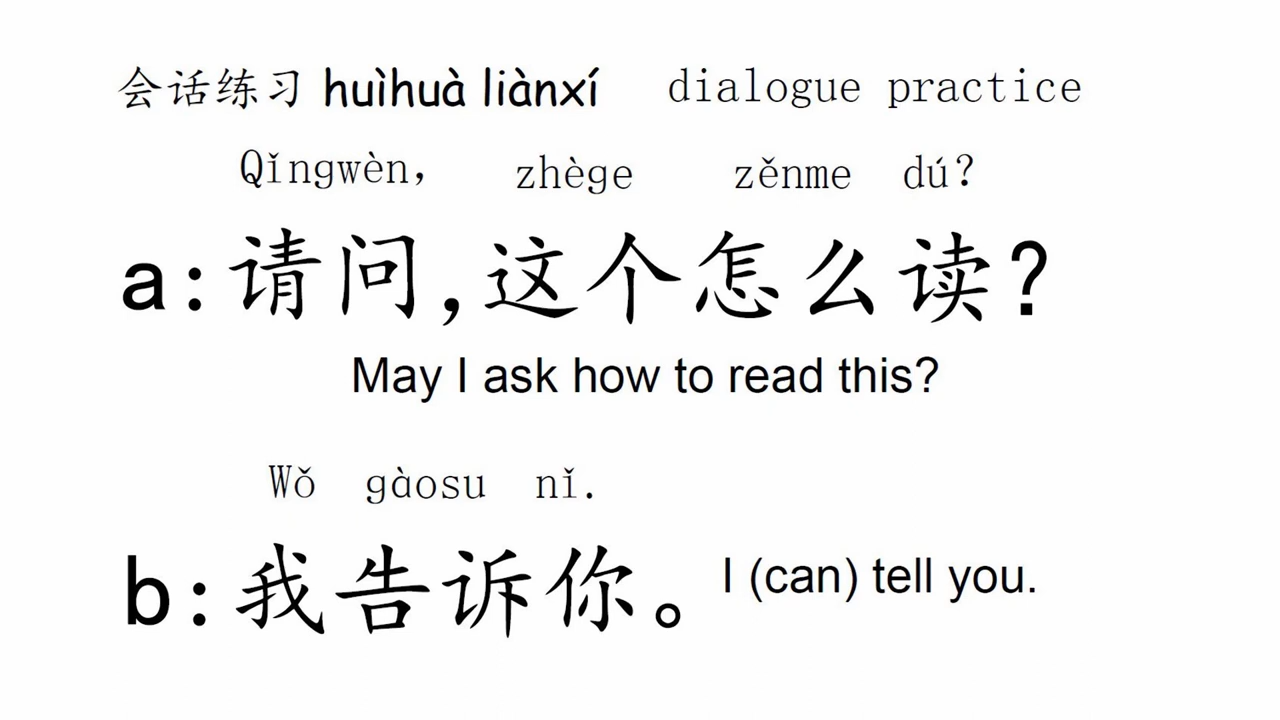 会话练习 huìhuà liànxí dialogue practice
Qǐngwèn, zhège zěnme dú?
a:请问,这个怎么读?
May I ask how to read this?
Wǒ gàosu nǐ.
b:我告诉你。 I (can) tell you.